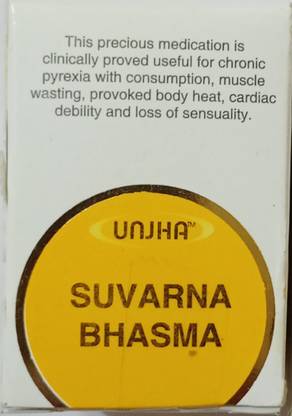 This precious medication is
clinically proved useful for chronic
pyrexia with consumption, muscle
wasting, provoked body heat, cardiac
debility and loss of sensuality.
UNJHA™
SUVARNA
BHASMA